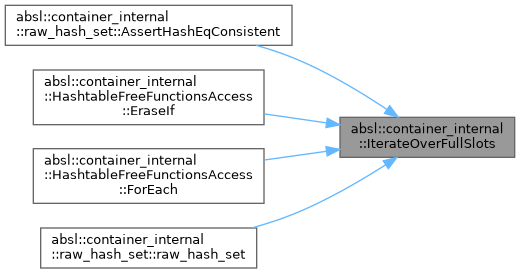 absl::container_internal
::raw_hash_set::AssertHashEqConsistent
absl::container_internal
::HashtableFreeFunctionsAccess
::EraseIf
absl::container_internal
::IterateOverFullSlots
absl::container_internal
::HashtableFreeFunctionsAccess
::ForEach
absl::container_internal
::raw_hash_set::raw_hash_set